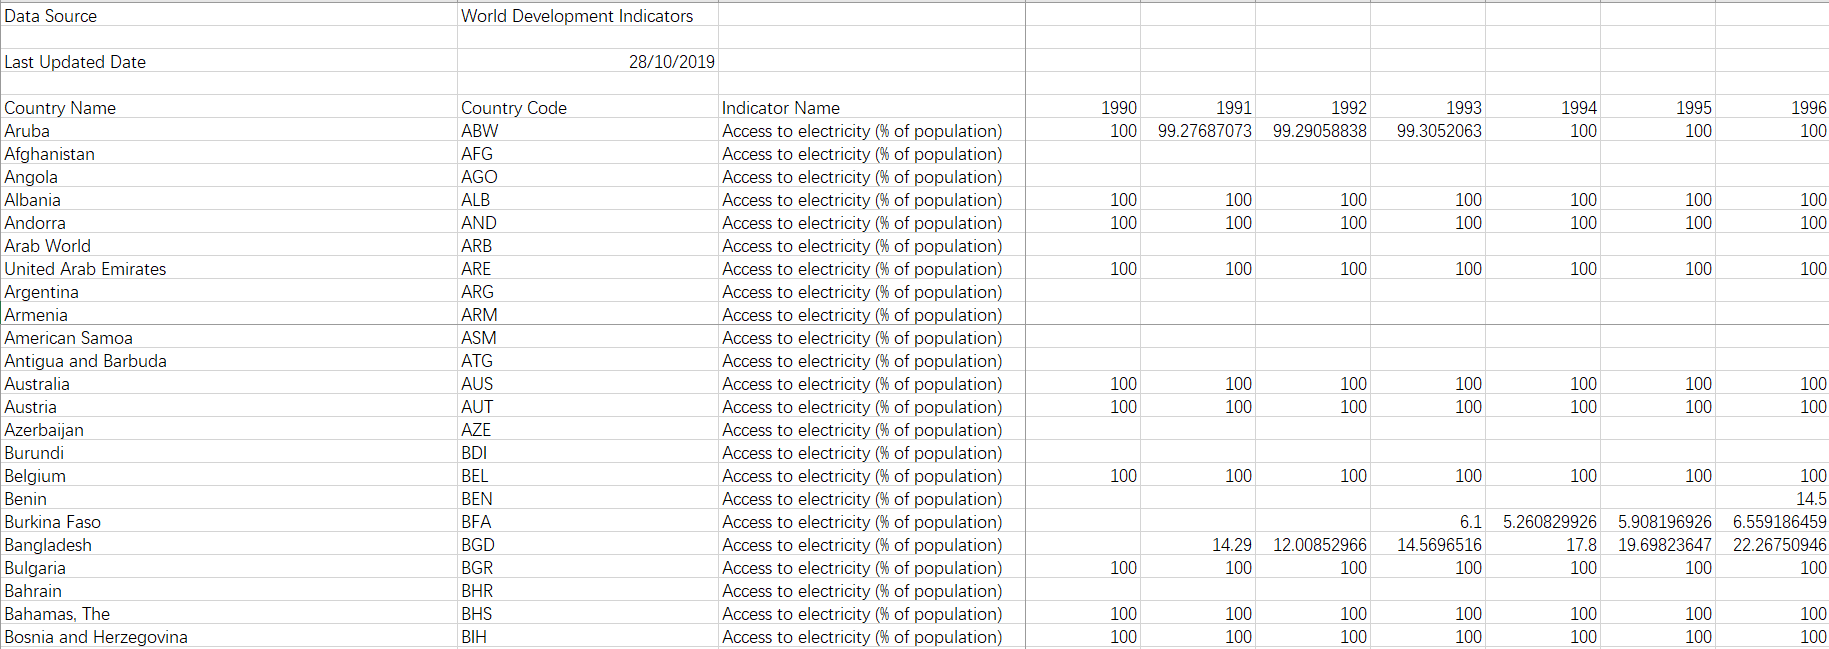 Data Source World Development Indicators
Last Updated Date 28/10/2019
Country Name Country Code Indicator Name 1990 1991 1992 1993 1994 1995 1996
Aruba ABW Access to electricity (% of population) 100 99.27687073 99.29058838 99.3052063 100 100 100
Afghanistan AFG Access to electricity (% of population)
Angola AGO Access to electricity (% of population)
Albania ALB Access to electricity (% of population) 100 100 100 100 100 100 100
Andorra AND Access to electricity (% of population) 100 100 100 100 100 100 100
Arab World ARB Access to electricity (% of population)
United Arab Emirates ARE Access to electricity (% of population) 100 100 100 100 100 100 100
Argentina ARG Access to electricity (% of population)
Armenia ARM Access to electricity (% of population)
American Samoa ASM Access to electricity (% of population)
Antigua and Barbuda ATG Access to electricity (% of population)
Australia AUS Access to electricity (% of population) 100 100 100 100 100 100 100
Austria AUT Access to electricity (% of population) 100 100 100 100 100 100 100
Azerbaijan AZE Access to electricity (% of population)
Burundi BDI Access to electricity (% of population)
Belgium BEL Access to electricity (% of population) 100 100 100 100 100 100 100
Benin BEN Access to electricity (% of population) 14.5
Burkina Faso BFA Access to electricity (% of population) 6.1 5.260829926 5.908196926 6.559186459
Bangladesh BGD Access to electricity (% of population) 14.29 12.00852966 14.5696516 17.8 19.69823647 22.26750946
Bulgaria BGR Access to electricity (% of population) 100 100 100 100 100 100 100
Bahrain BHR Access to electricity (% of population)
Bahamas, The BHS Access to electricity (% of population) 100 100 100 100 100 100 100
Bosnia and Herzegovina BIH Access to electricity (% of population) 100 100 100 100 100 100 100